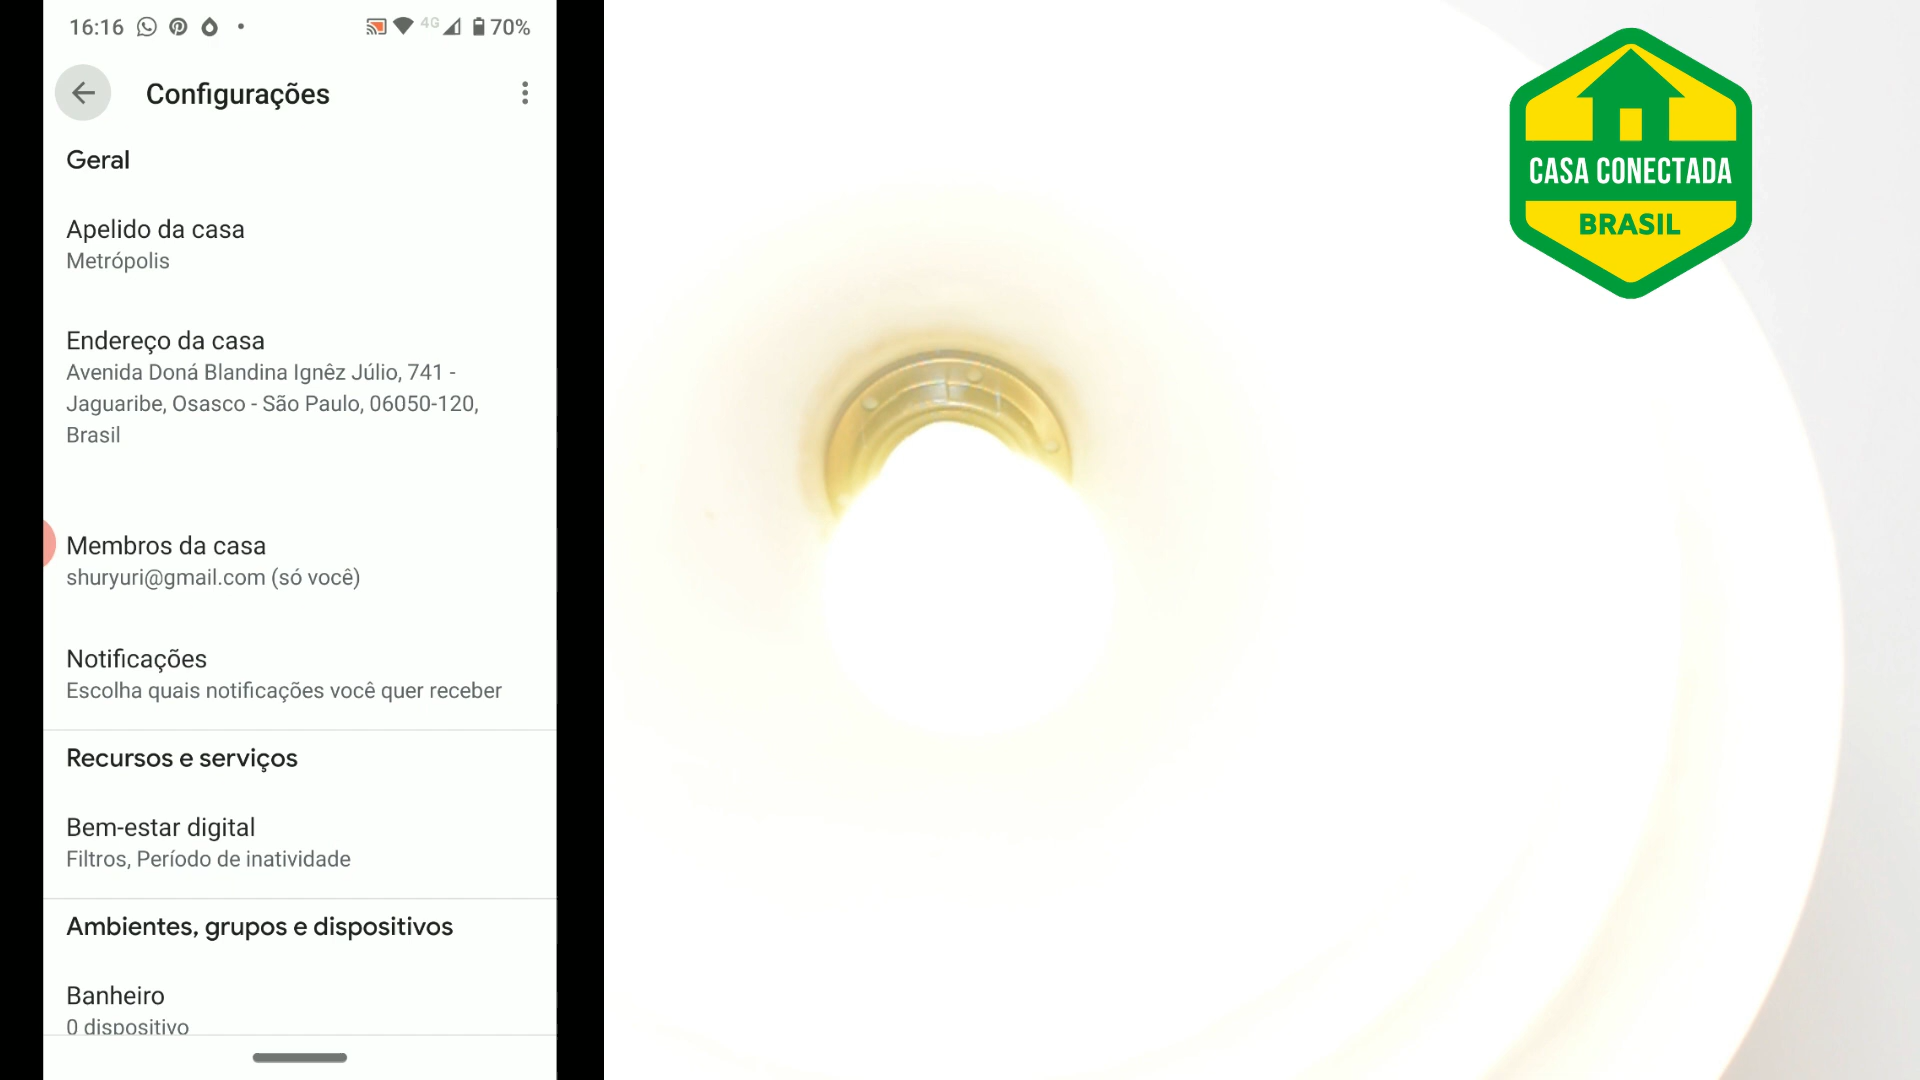 16:16
4G
70%
Configurações
Geral
Apelido da casa
Metrópolis
Endereço da casa
Avenida Doná Blandina Ignêz Júlio, 741 -
Jaguaribe, Osasco - São Paulo, 06050-120,
Brasil
Membros da casa
shuryuri@gmail.com (só você)
Notificações
Escolha quais notificações você quer receber
Recursos e serviços
Bem-estar digital
Filtros, Período de inatividade
Ambientes, grupos e dispositivos
Banheiro
0 dispositivo
CASA CONECTADA
BRASIL